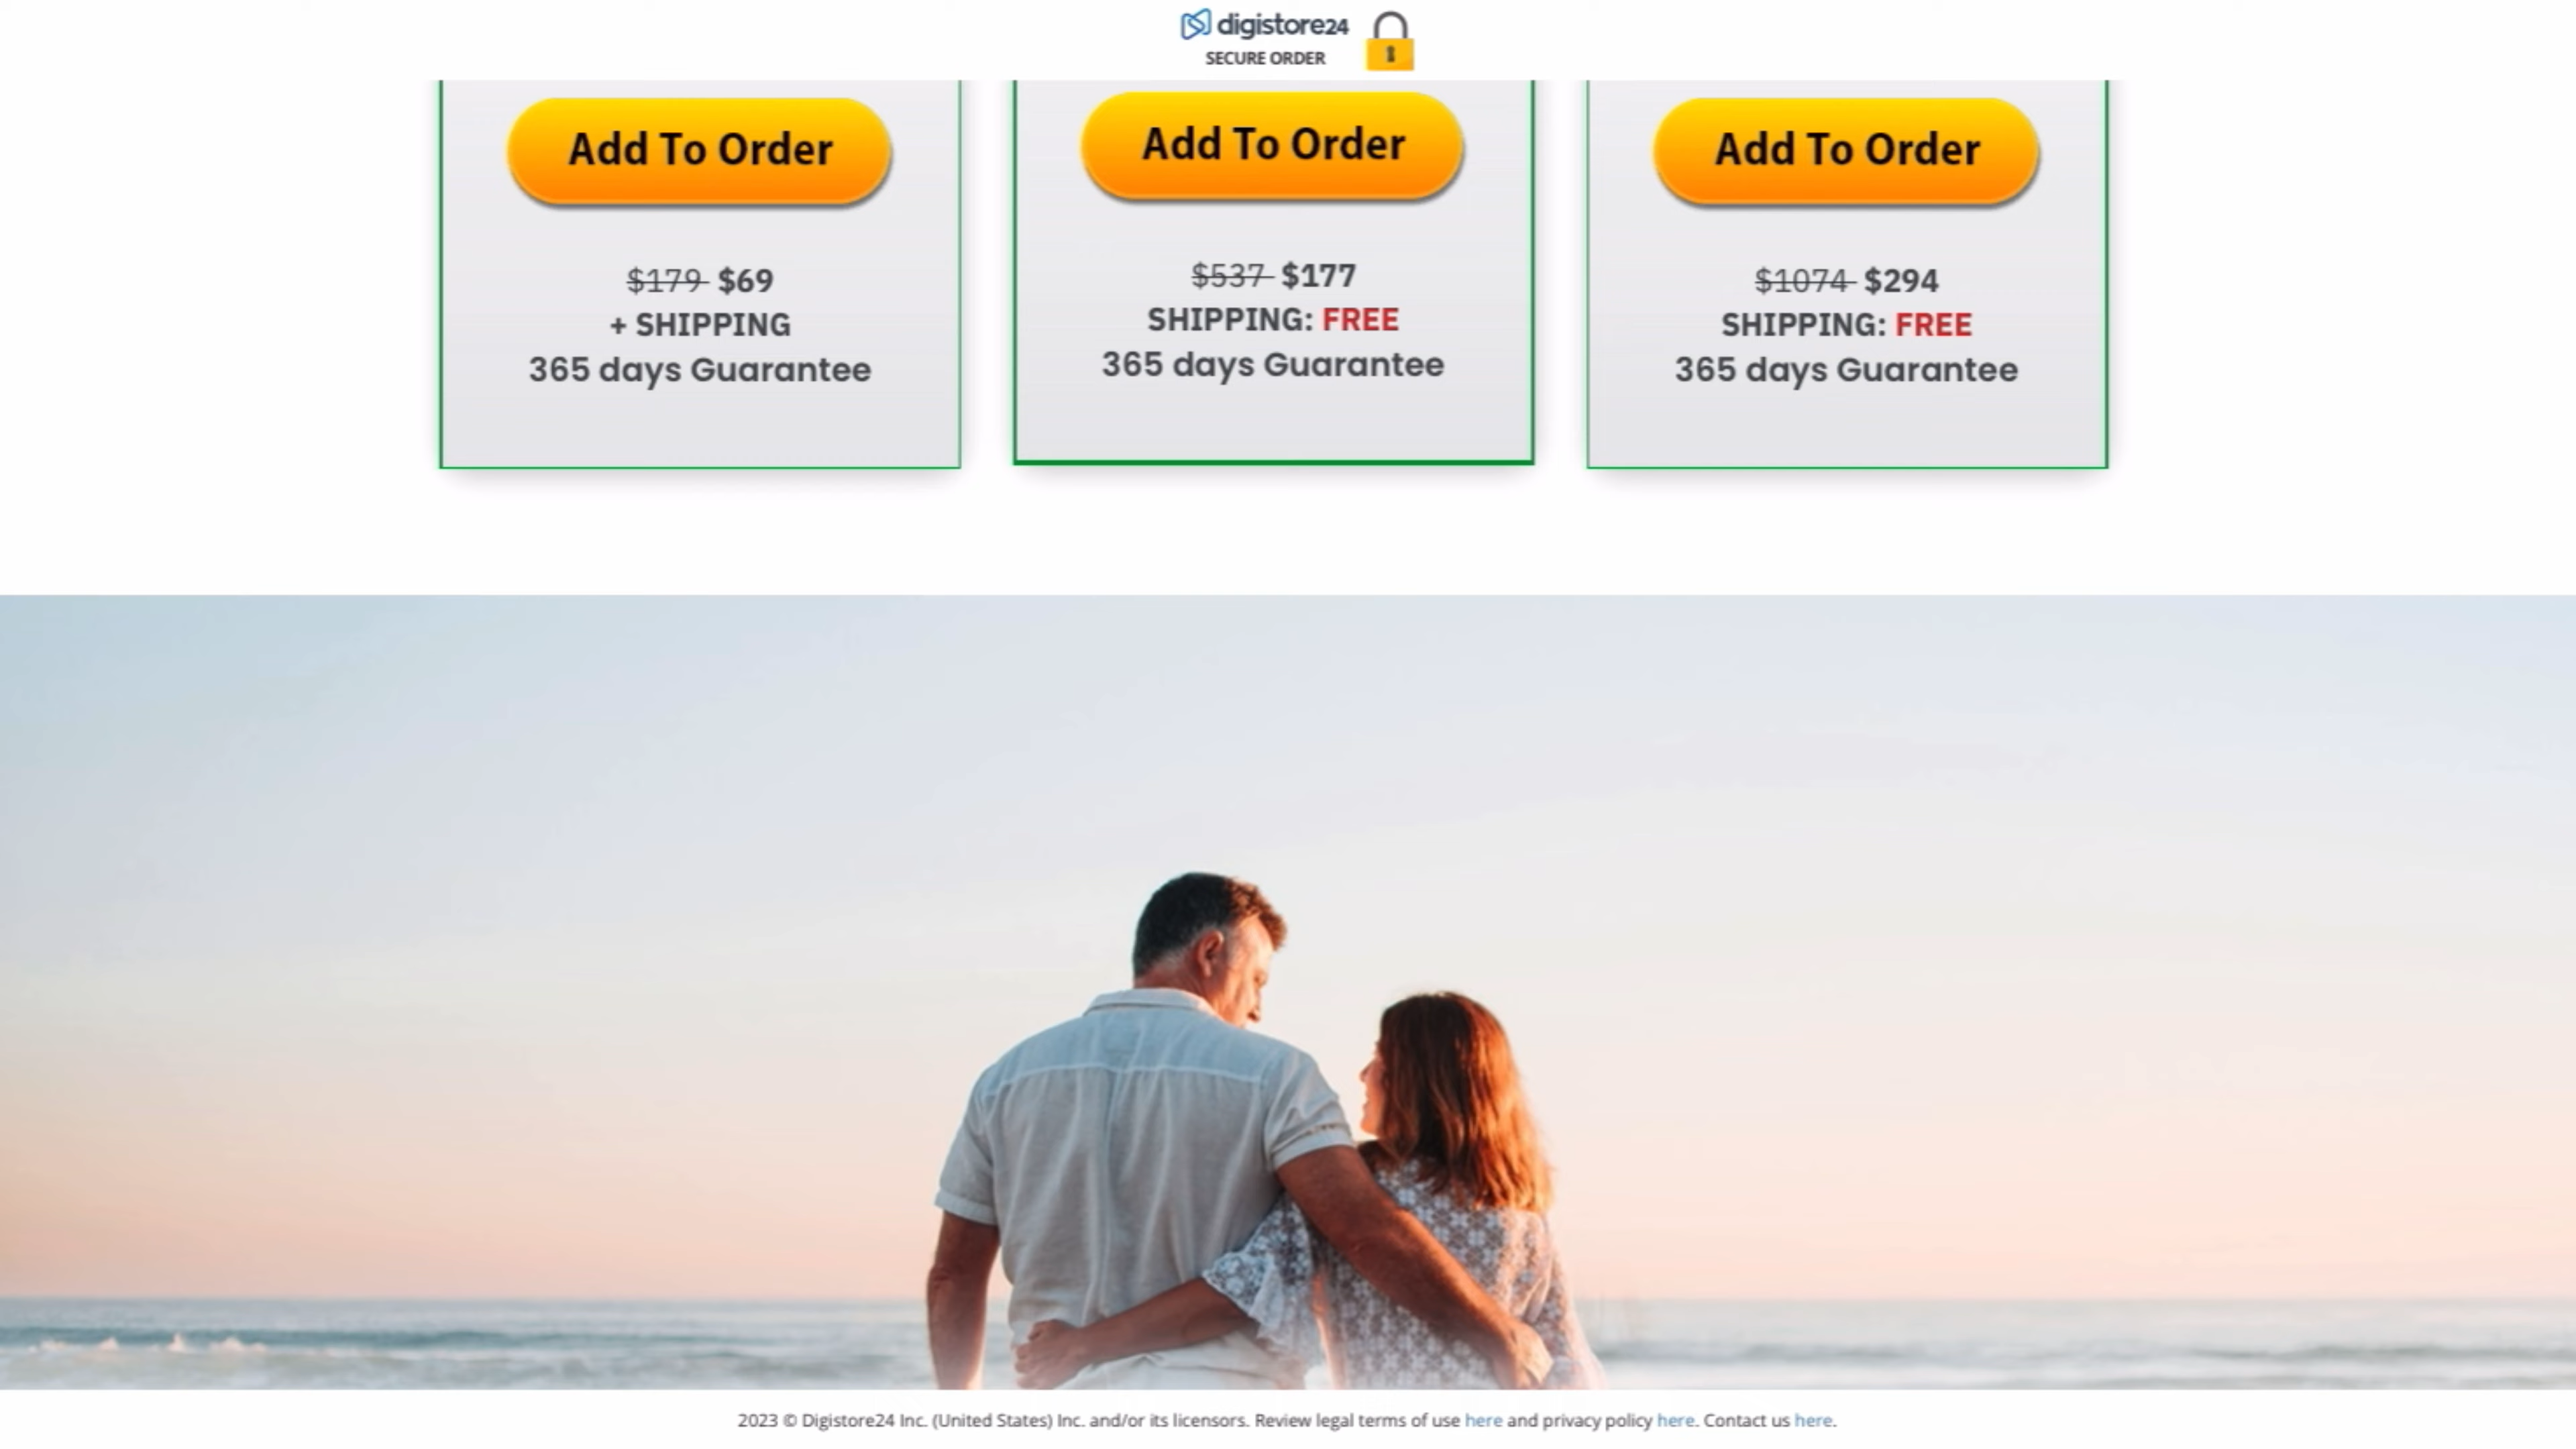 digistore24
SECURE ORDER
Add To Order
$179 $69
+ SHIPPING
365 days Guarantee
Add To Order
$537 $177
SHIPPING: FREE
365 days Guarantee
Add To Order
$1074 $294
SHIPPING: FREE
365 days Guarantee
2023 © Digistore24 Inc. (United States) Inc. and/or its licensors. Review legal terms of use here and privacy policy here. Contact us here.